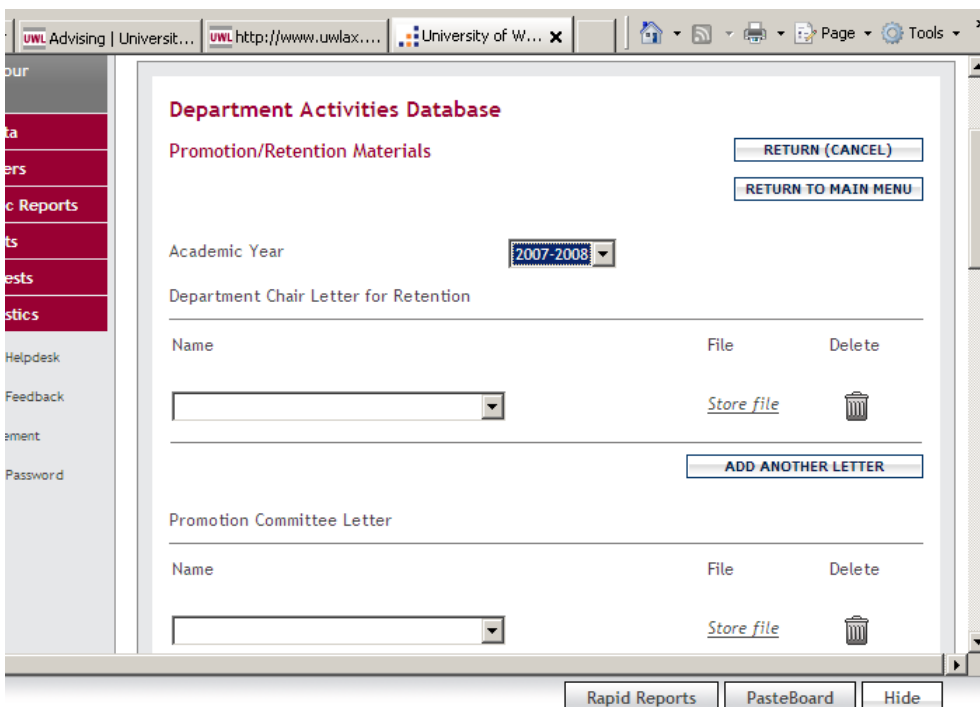 UWL Advising | Universit... UWL http://www.uwlax.... University of W... Page Tools
our
ta
ers
c Reports
ts
ests
stics
Helpdesk
Feedback
ement
Password
Department Activities Database
Promotion/Retention Materials
RETURN (CANCEL)
RETURN TO MAIN MENU
Academic Year 2007-2008
Department Chair Letter for Retention
Name File Delete
Store file
ADD ANOTHER LETTER
Promotion Committee Letter
Name File Delete
Store file
Rapid Reports PasteBoard Hide